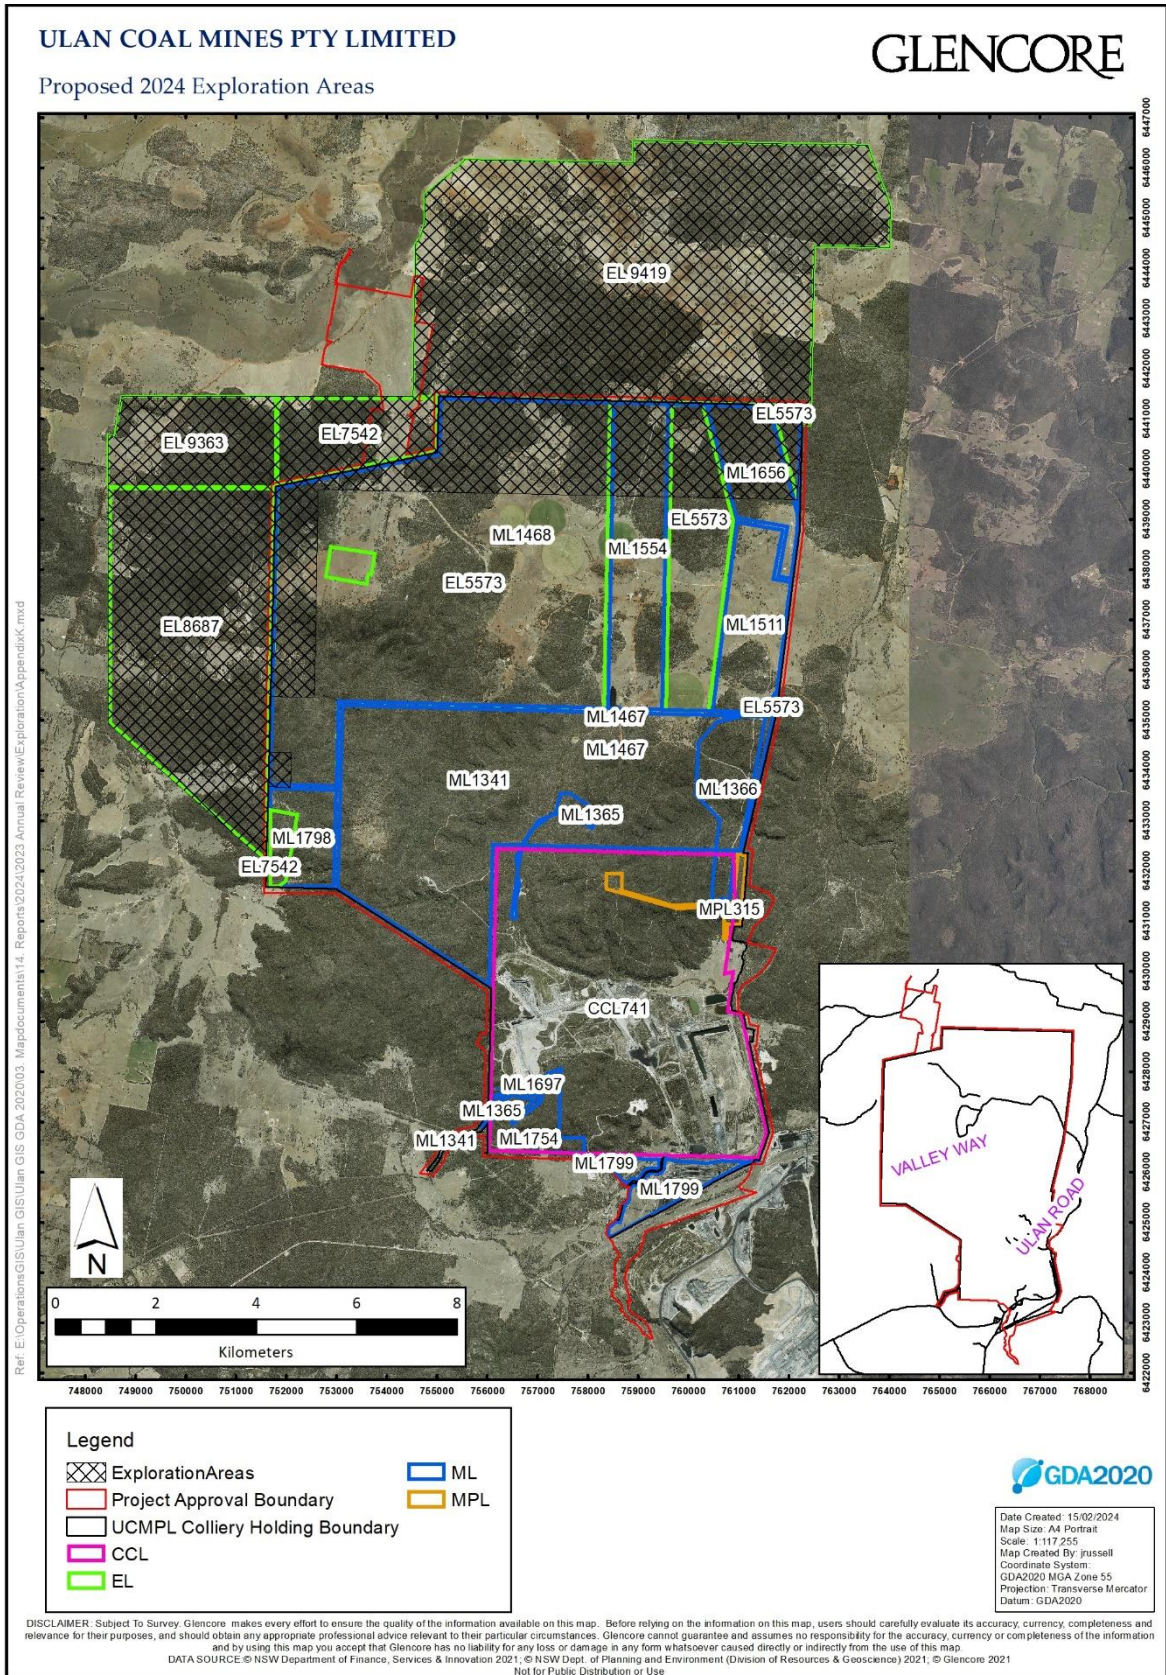 ULAN COAL MINES PTY LIMITED
GLENCORE
Proposed 2024 Exploration Areas
EL 9419
EL 9363
EL7542
EL5573
ML1656
EL5573
ML1468
ML1554
EL5573
EL8687
ML1511
EL5573
ML1467
ML1467
ML1341
ML1366
ML1365
ML1798
EL7542
MPL315
CCL741
ML1697
ML1365
ML1341
ML1754
ML1799
ML1799
VALLEY WAY
ULAN ROAD
N
0 2 4 6 8
Kilometers
6447000
6446000
6445000
6444000
6443000
6442000
6441000
6440000
6439000
6438000
6437000
6436000
6435000
6434000
6433000
6432000
6431000
6430000
6429000
6428000
6427000
6426000
6425000
6424000
6423000
6422000
748000 749000 750000 751000 752000 753000 754000 755000 756000 757000 758000 759000 760000 761000 762000 763000 764000 765000 766000 767000 768000
Ref: E:\OperationsGIS\Ulan GIS\Ulan GIS GDA 2020\03. Mapdocuments\14. Reports\2024\2023 Annual Review\Exploration\AppendixK.mxd
Legend
ExplorationAreas
Project Approval Boundary
UCMPL Colliery Holding Boundary
CCL
EL
ML
MPL
GDA2020
Date Created: 15/02/2024
Map Size: A4 Portrait
Scale: 1:117,255
Map Created By: jrussell
Coordinate System:
GDA2020 MGA Zone 55
Projection: Transverse Mercator
Datum: GDA2020
DISCLAIMER: Subject To Survey. Glencore makes every effort to ensure the quality of the information available on this map. Before relying on the information on this map, users should carefully evaluate its accuracy, currency, completeness and
relevance for their purposes, and should obtain any appropriate professional advice relevant to their particular circumstances. Glencore cannot guarantee and assumes no responsibility for the accuracy, currency or completeness of the information
and by using this map you accept that Glencore has no liability for any loss or damage in any form whatsoever caused directly or indirectly from the use of this map.
DATA SOURCE:© NSW Department of Finance, Services & Innovation 2021; © NSW Dept. of Planning and Environment (Division of Resources & Geoscience) 2021; © Glencore 2021
Not for Public Distribution or Use